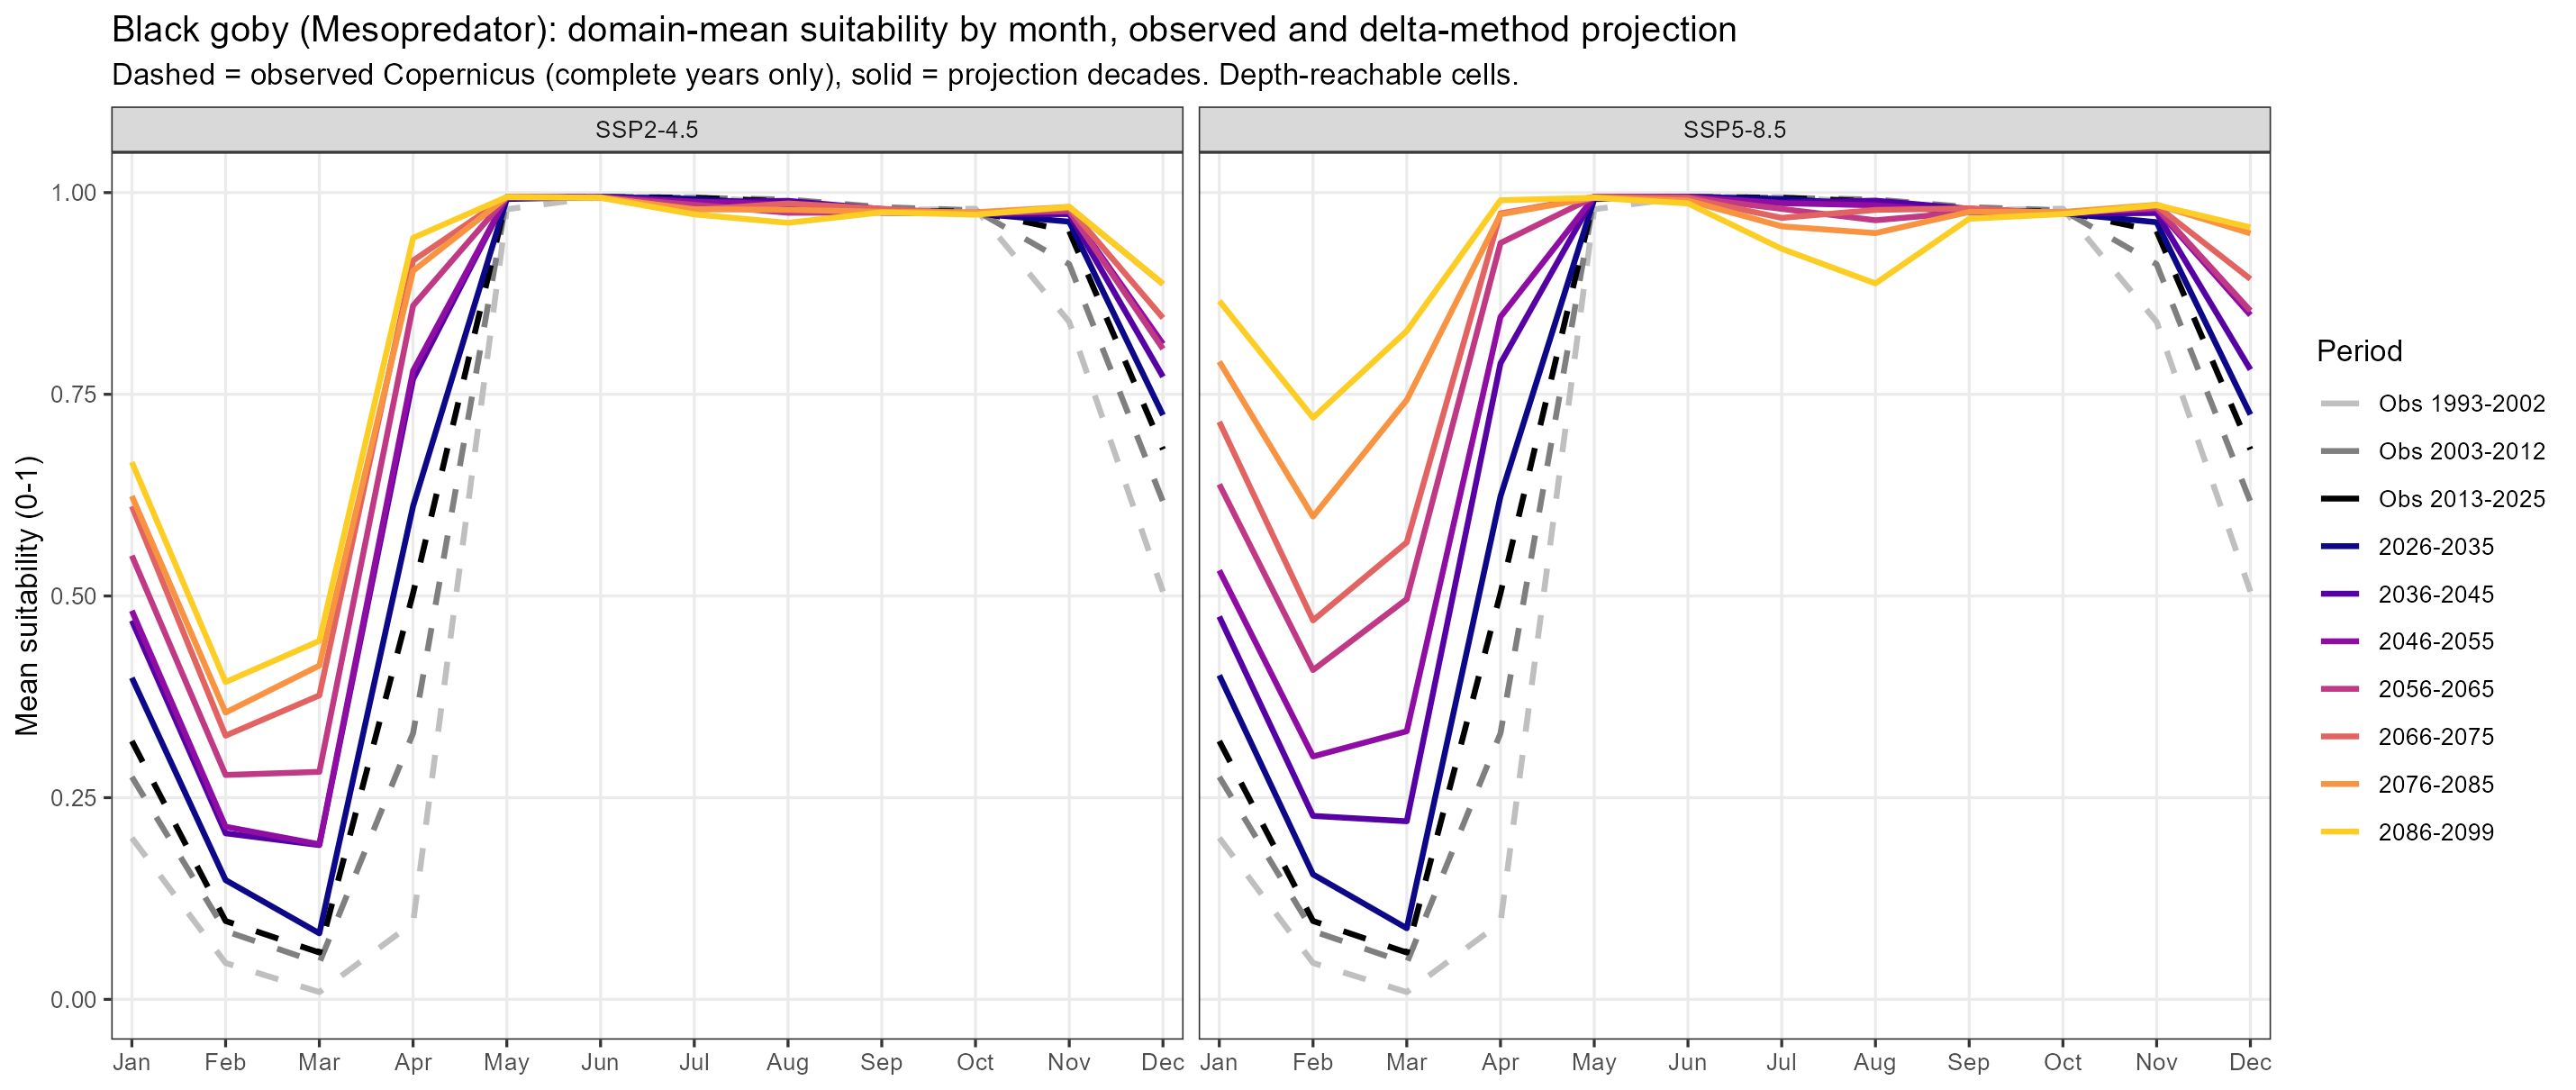 Black goby (Mesopredator): domain-mean suitability by month, observed and delta-method projection
Dashed = observed Copernicus (complete years only), solid = projection decades. Depth-reachable cells.
SSP2-4.5
SSP5-8.5
Mean suitability (0-1)
1.00
0.75
0.50
0.25
0.00
Jan Feb Mar Apr May Jun Jul Aug Sep Oct Nov Dec
Jan Feb Mar Apr May Jun Jul Aug Sep Oct Nov Dec
Period
Obs 1993-2002
Obs 2003-2012
Obs 2013-2025
2026-2035
2036-2045
2046-2055
2056-2065
2066-2075
2076-2085
2086-2099